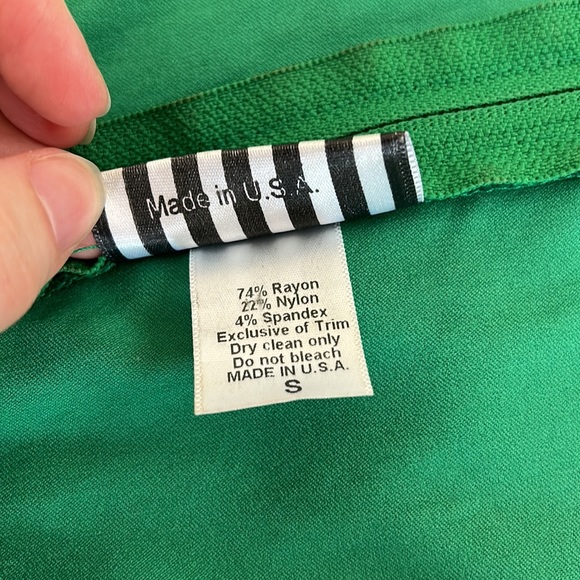 Made in U.S.A.
74% Rayon
22% Nylon
4% Spandex
Exclusive of Trim
Dry clean only
Do not bleach
MADE IN U.S.A.
S